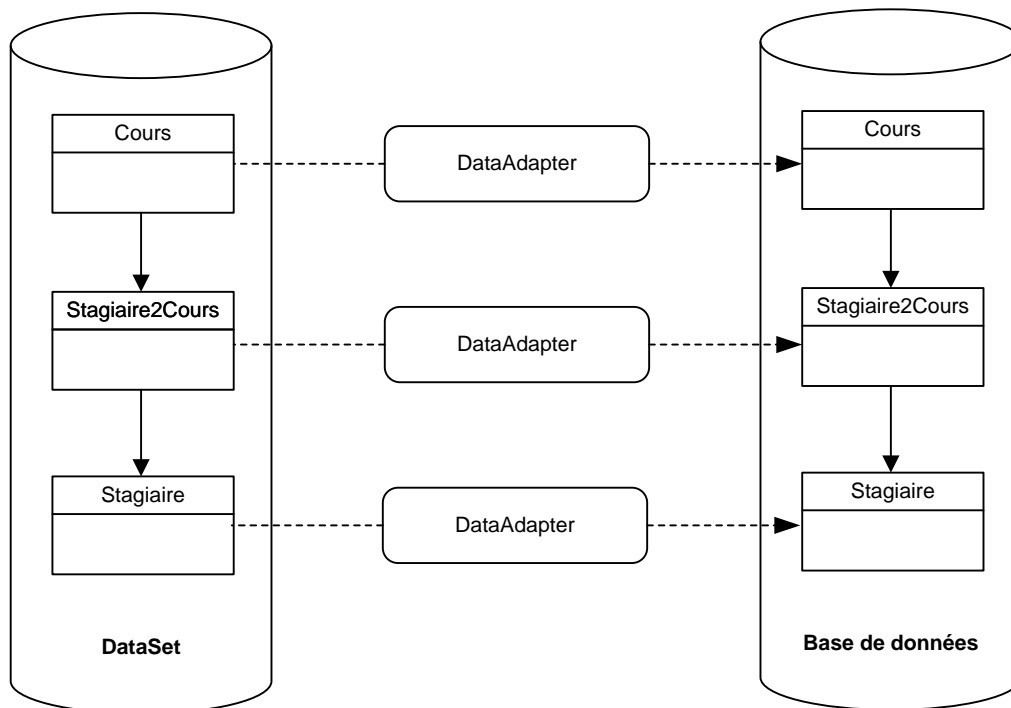 Cours
DataAdapter
Cours
Stagiaire2Cours
DataAdapter
Stagiaire2Cours
Stagiaire
DataAdapter
Stagiaire
DataSet
Base de données